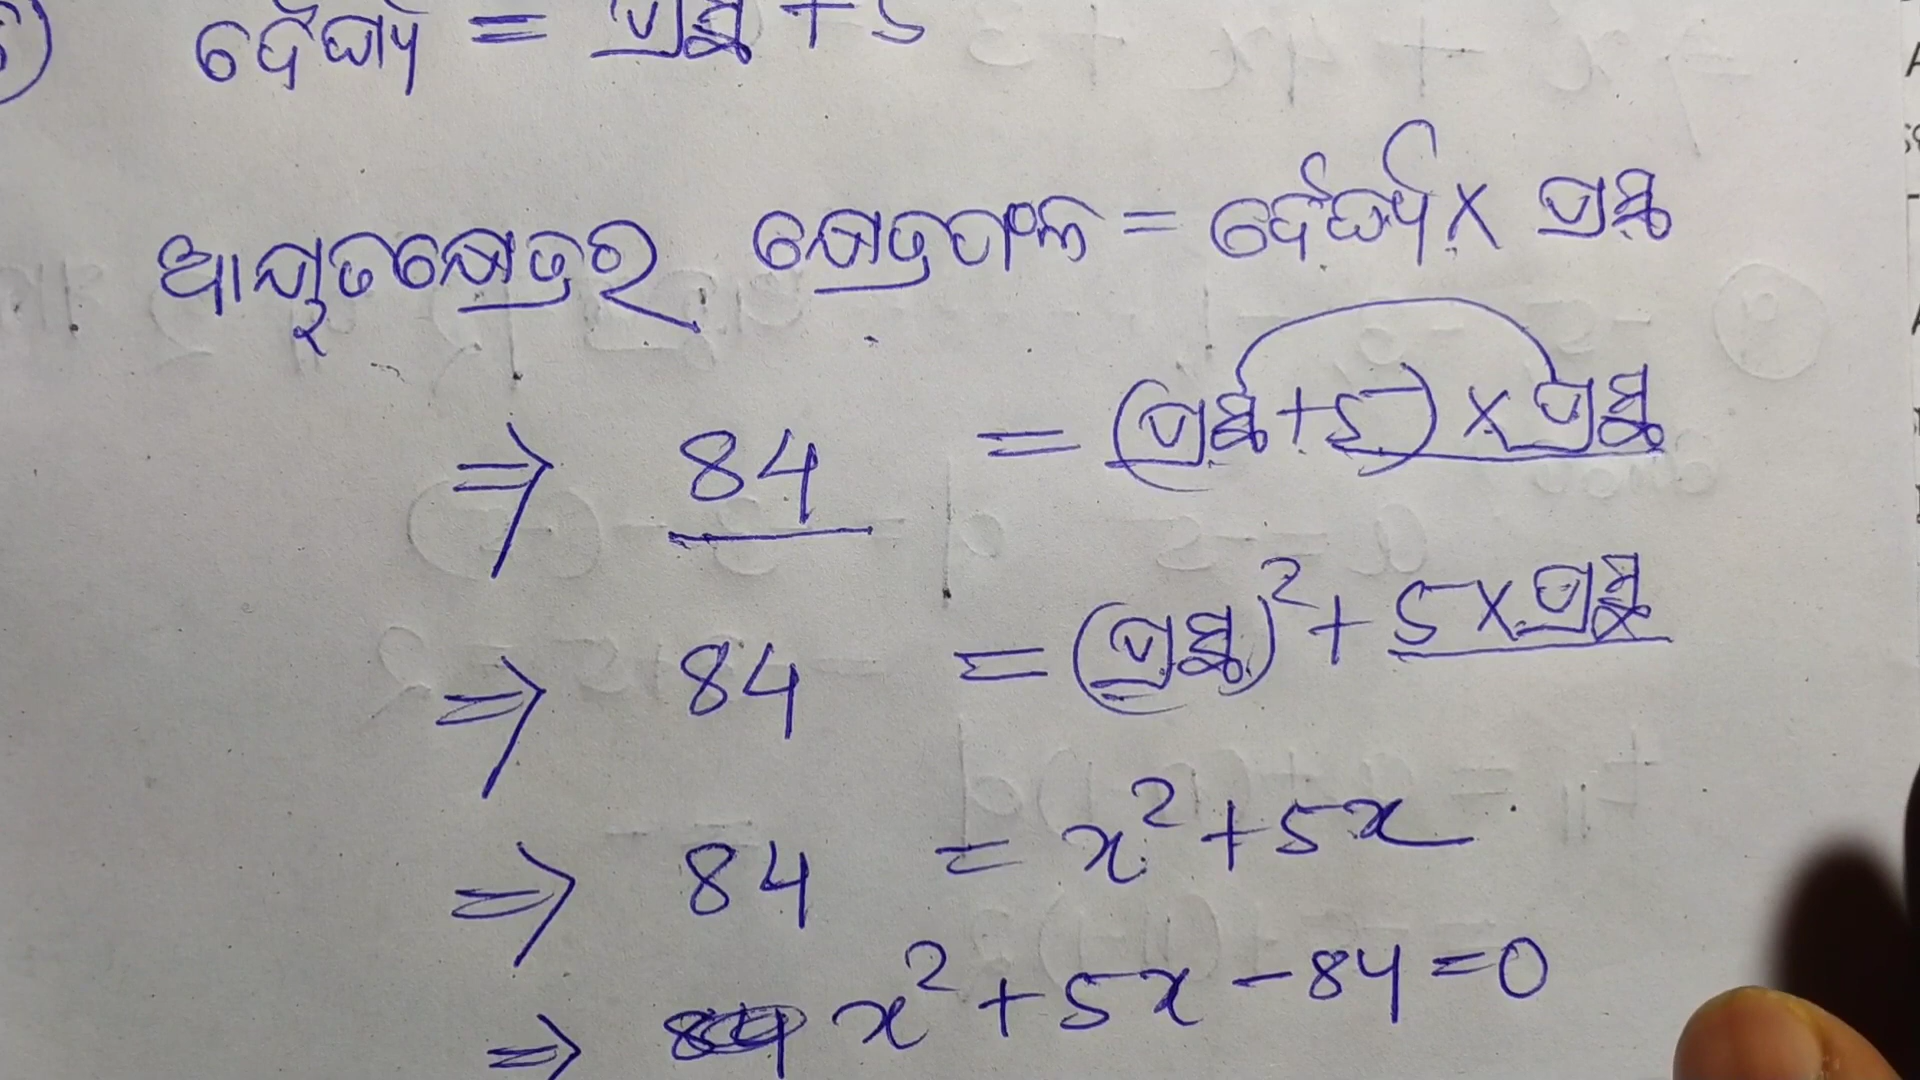 ଦୈର୍ଘ୍ୟ = ପ୍ରସ୍ଥ + 5
ଆୟତକ୍ଷେତ୍ରର କ୍ଷେତ୍ରଫଳ = ଦୈର୍ଘ୍ୟ × ପ୍ରସ୍ଥ
⇒ 84 = (ପ୍ରସ୍ଥ + 5) × ପ୍ରସ୍ଥ
⇒ 84 = (ପ୍ରସ୍ଥ)² + 5 × ପ୍ରସ୍ଥ
⇒ 84 = x² + 5x
⇒ x² + 5x - 84 = 0